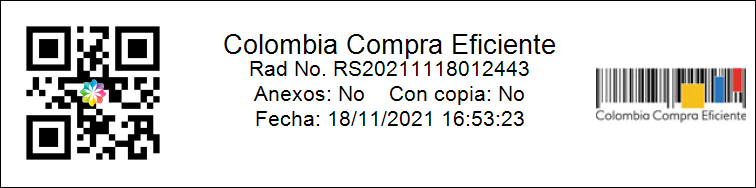 Colombia Compra Eficiente
Rad No. RS20211118012443
Anexos: No    Con copia: No
Fecha: 18/11/2021 16:53:23
Colombia Compra Eficiente